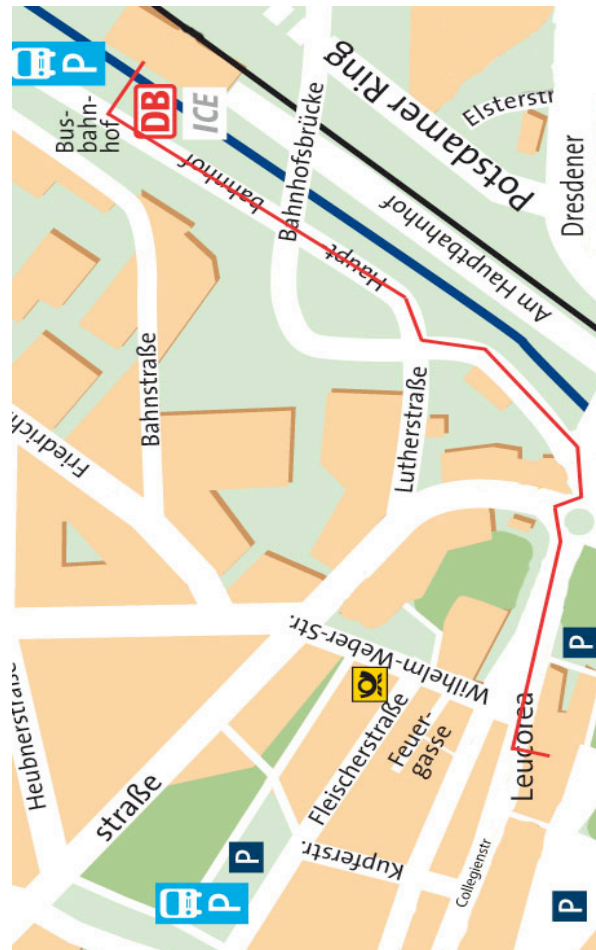 P
Bus-
bahn-
hof
DB
ICE
Haupt
bahnhof
Bahnhofsbrücke
Potsdamer Ring
Elsterstr
Am Hauptbahnhof
Dresdener
Bahnstraße
Friedrich
Lutherstraße
Wilhelm-Weber-Str.
Heubnerstraße
straße
Fleischerstraße
Feuer-
gasse
Kupferstr.
Leucorea
Collegienstr
P
P
P
P